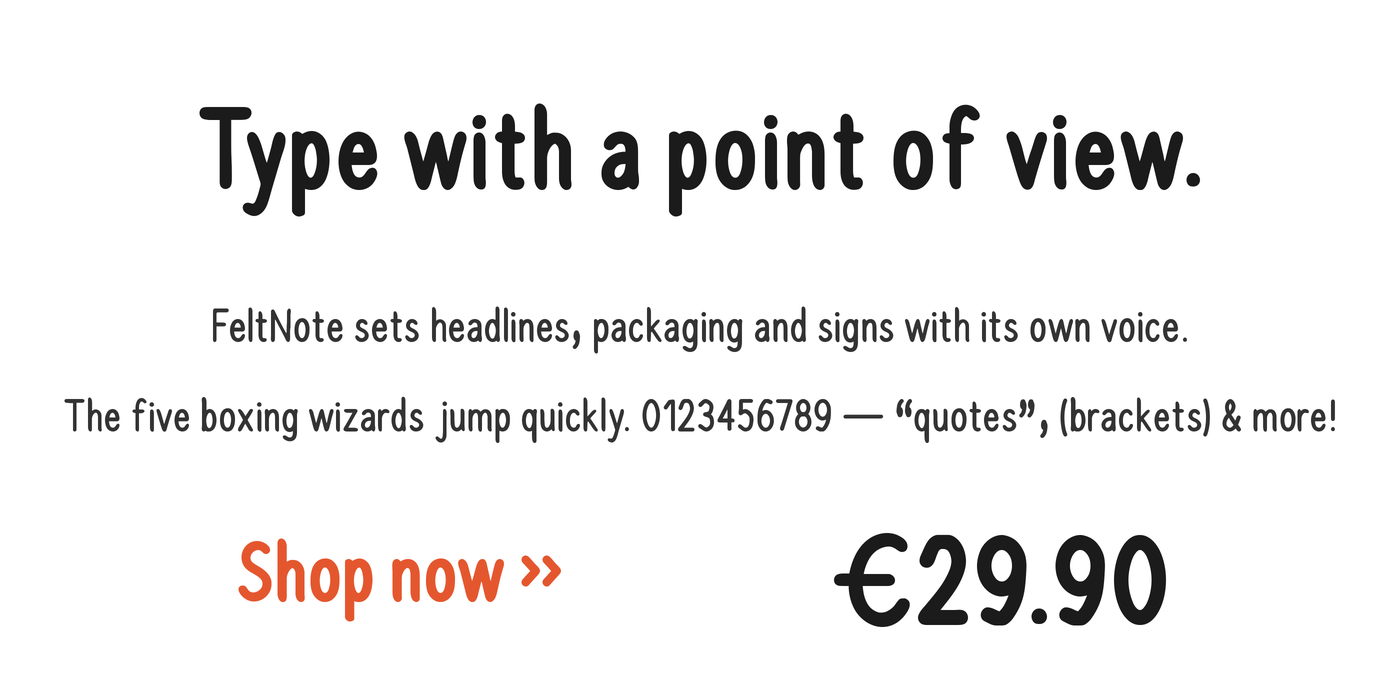 Type with a point of view.
FeltNote sets headlines, packaging and signs with its own voice.
The five boxing wizards jump quickly. 0123456789 — “quotes”, (brackets) & more!
Shop now »
€29.90